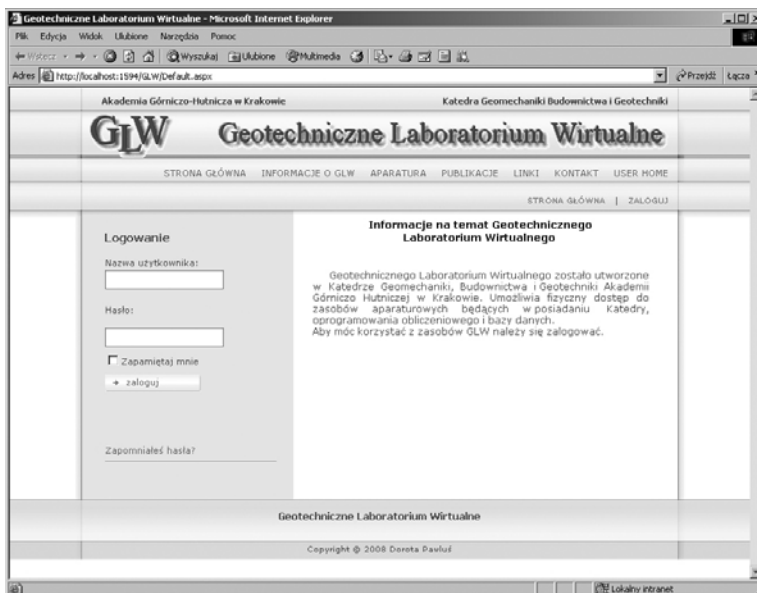 Geotechniczne Laboratorium Wirtualne - Microsoft Internet Explorer
Plik Edycja Widok Ulubione Narzędzia Pomoc
Wstecz Wyszukaj Ulubione Multimedia
Adres http://localhost:1594/GLW/Default.aspx Przejdź Łącza
Akademia Górniczo-Hutnicza w Krakowie Katedra Geomechaniki Budownictwa i Geotechniki
GLW Geotechniczne Laboratorium Wirtualne
STRONA GŁÓWNA INFORMACJE O GLW APARATURA PUBLIKACJE LINKI KONTAKT USER HOME
STRONA GŁÓWNA | ZALOGUJ
Logowanie
Nazwa użytkownika:
Hasło:
Zapamiętaj mnie
zaloguj
Zapomniałeś hasła?
Informacje na temat Geotechnicznego
Laboratorium Wirtualnego
Geotechnicznego Laboratorium Wirtualnego zostało utworzone
w Katedrze Geomechaniki, Budownictwa i Geotechniki Akademii
Górniczo Hutniczej w Krakowie. Umożliwia fizyczny dostęp do
zasobów aparaturowych będących w posiadaniu Katedry,
oprogramowania obliczeniowego i bazy danych.
Aby móc korzystać z zasobów GLW należy się zalogować.
Geotechniczne Laboratorium Wirtualne
Copyright © 2008 Dorota Pawluś
Lokalny intranet